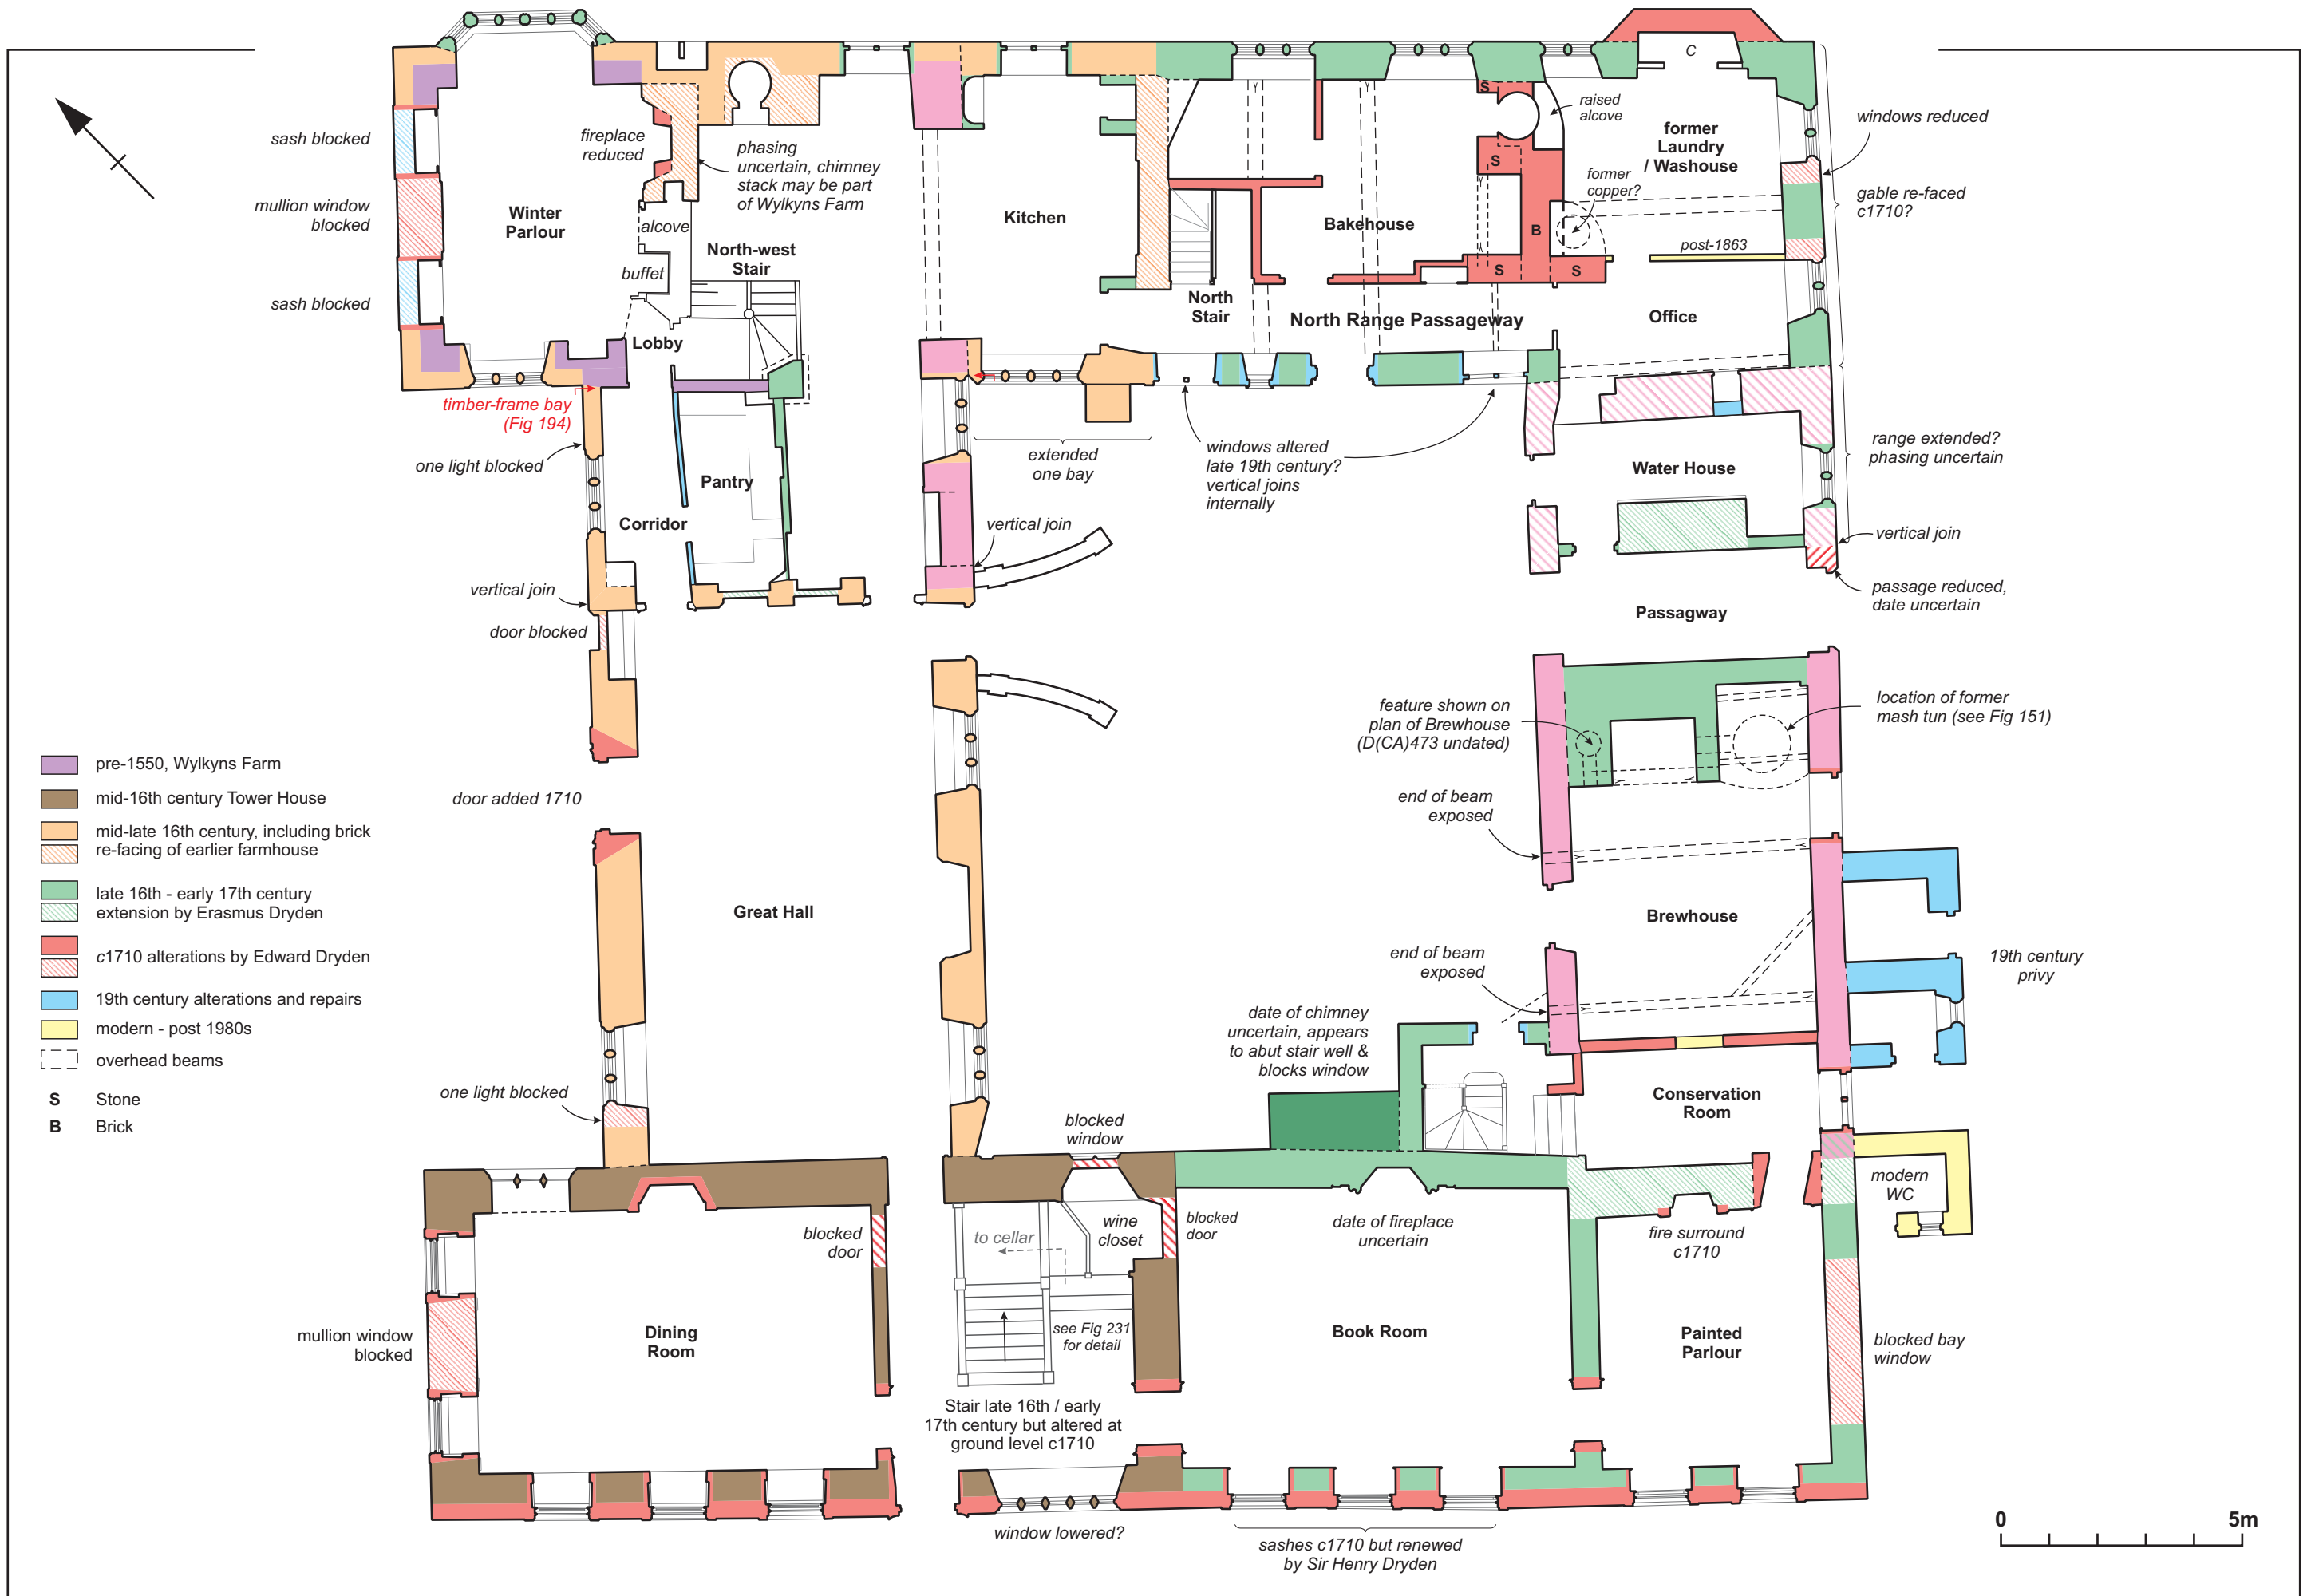 C
raised
alcove
former
Laundry
/ Washouse
windows reduced
sash blocked
fireplace
reduced
phasing
uncertain, chimney
stack may be part
of Wylkyns Farm
S
S
former
copper?
gable re-faced
c1710?
mullion window
blocked
Winter
Parlour
alcove
Kitchen
Bakehouse
B
post-1863
North-west
Stair
buffet
S
S
sash blocked
North
Stair
North Range Passageway
Office
Lobby
timber-frame bay
(Fig 194)
one light blocked
extended
one bay
windows altered
late 19th century?
vertical joins
internally
range extended?
phasing uncertain
Water House
Pantry
Corridor
vertical join
vertical join
vertical join
passage reduced,
date uncertain
Passagway
door blocked
feature shown on
plan of Brewhouse
(D(CA)473 undated)
location of former
mash tun (see Fig 151)
door added 1710
end of beam
exposed
Great Hall
Brewhouse
end of beam
exposed
19th century
privy
date of chimney
uncertain, appears
to abut stair well &
blocks window
pre-1550, Wylkyns Farm
mid-16th century Tower House
mid-late 16th century, including brick
re-facing of earlier farmhouse
late 16th - early 17th century
extension by Erasmus Dryden
c1710 alterations by Edward Dryden
19th century alterations and repairs
modern - post 1980s
overhead beams
S Stone
B Brick
one light blocked
Conservation
Room
blocked
window
modern
WC
wine
closet
to cellar
blocked
door
blocked
door
date of fireplace
uncertain
fire surround
c1710
mullion window
blocked
Dining
Room
see Fig 231
for detail
Book Room
Painted
Parlour
blocked bay
window
Stair late 16th / early
17th century but altered at
ground level c1710
window lowered?
sashes c1710 but renewed
by Sir Henry Dryden
0 5m